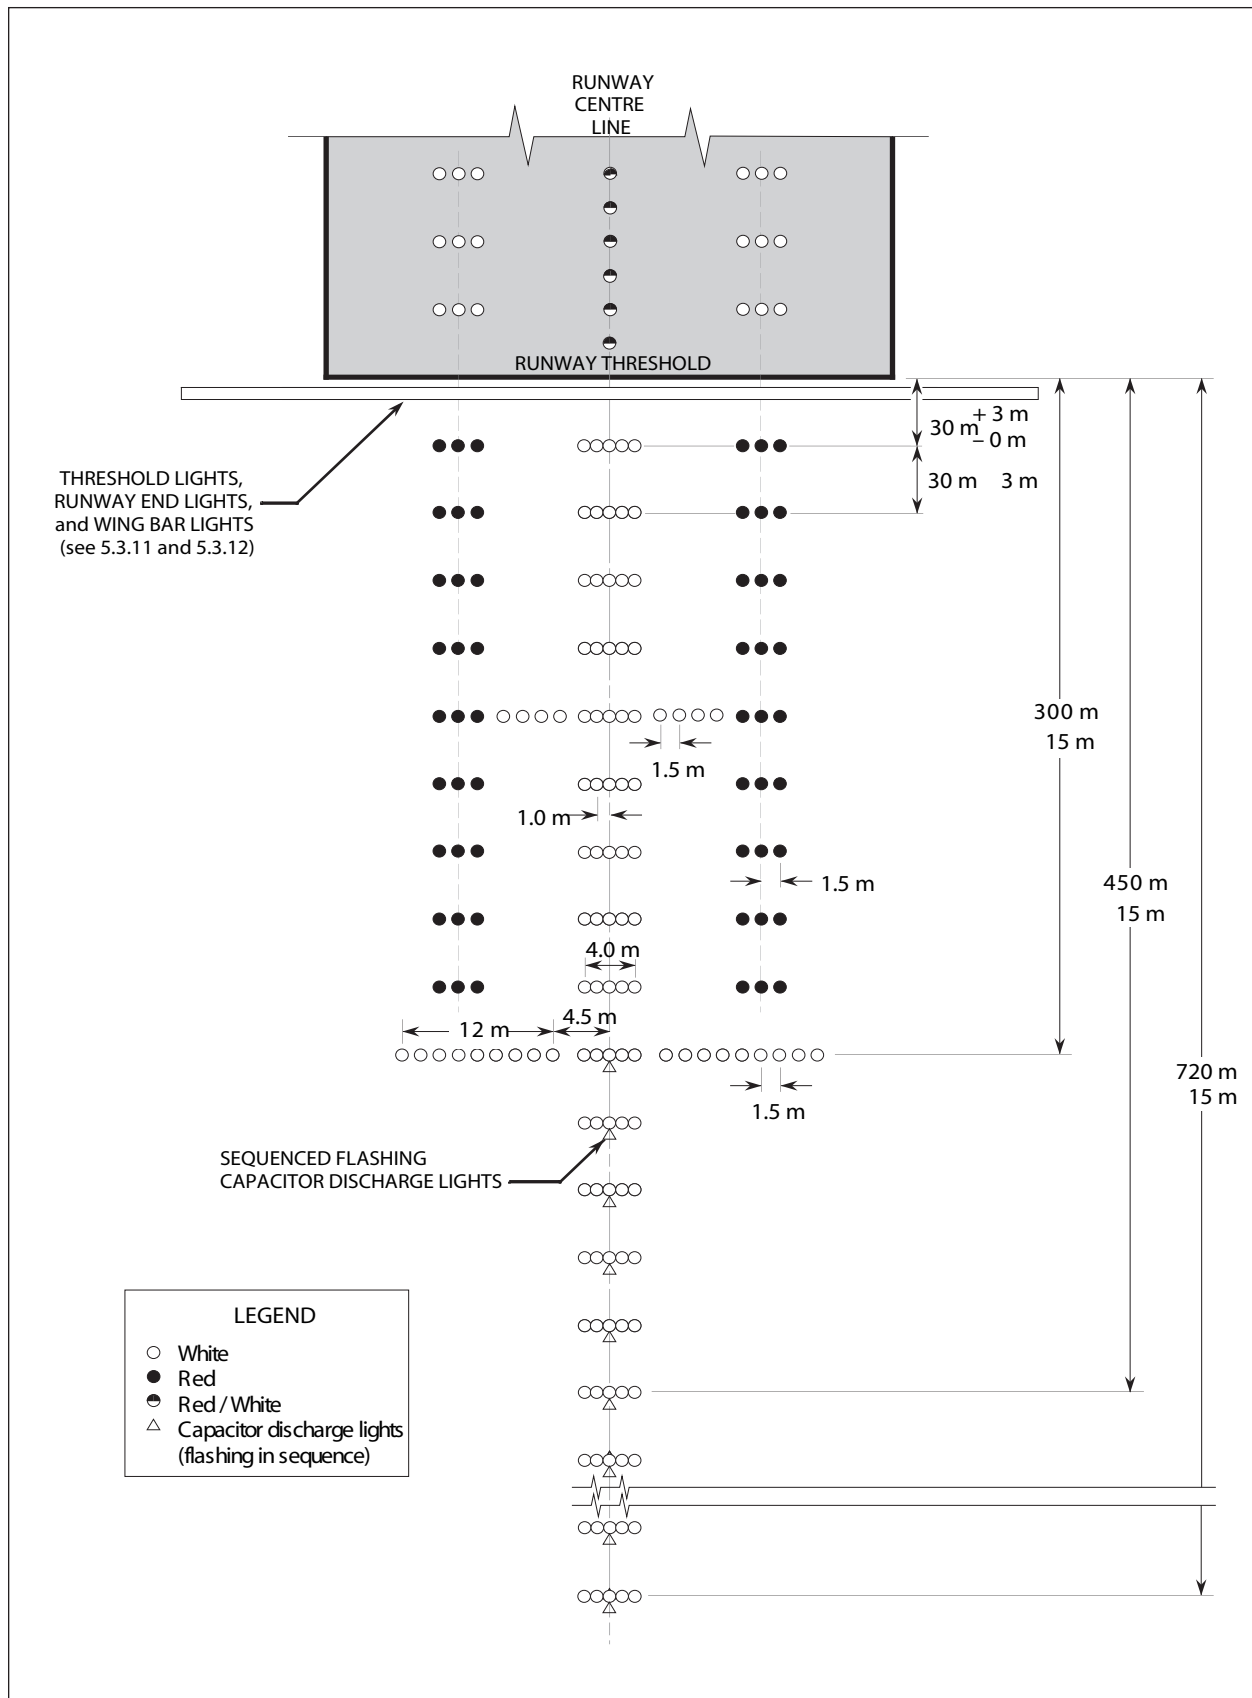 RUNWAY
CENTRE
LINE
RUNWAY THRESHOLD
30 m + 3 m
– 0 m
30 m 3 m
THRESHOLD LIGHTS,
RUNWAY END LIGHTS,
and WING BAR LIGHTS
(see 5.3.11 and 5.3.12)
300 m
15 m
1.5 m
1.0 m
1.5 m
450 m
15 m
4.0 m
4.5 m
12 m
720 m
15 m
1.5 m
SEQUENCED FLASHING
CAPACITOR DISCHARGE LIGHTS
LEGEND
White
Red
Red / White
Capacitor discharge lights
(flashing in sequence)